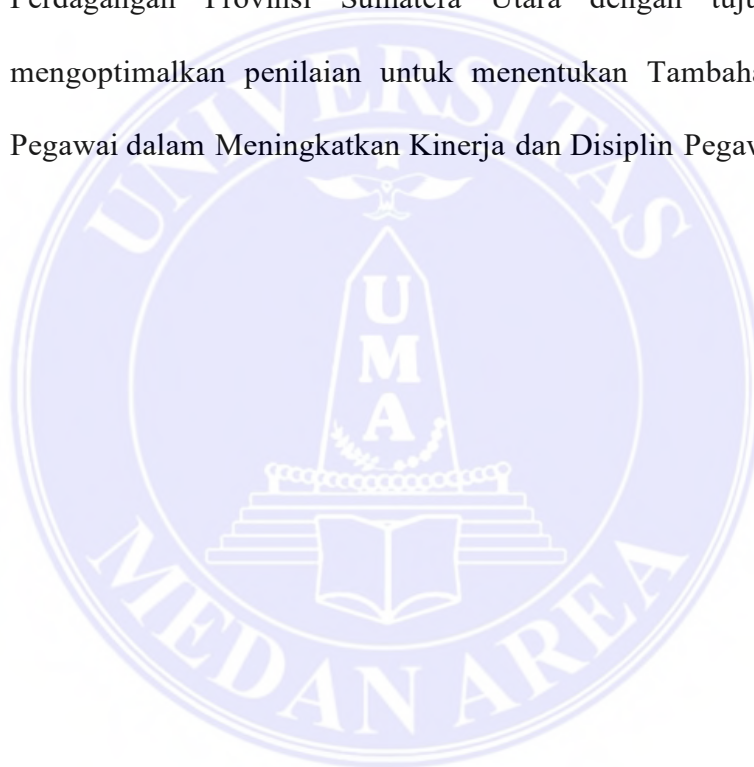 Perdagangan Provinsi Sumatera Utara dengan
mengoptimalkan penilaian untuk menentukan
Pegawai dalam Meningkatkan Kinerja dan Disiplin
UNIVERSITAS
U
M
A
MEDAN AREA